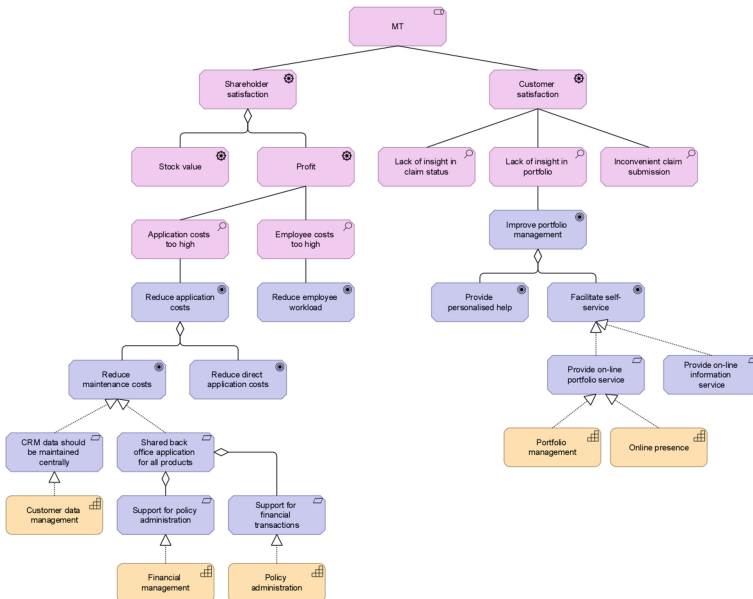 MT
Shareholder
satisfaction
Customer
satisfaction
Stock value
Profit
Lack of insight in
claim status
Lack of insight in
portfolio
Inconvenient claim
submission
Application costs
too high
Employee costs
too high
Improve portfolio
management
Reduce application
costs
Reduce employee
workload
Provide
personalised help
Facilitate self-
service
Reduce
maintenance costs
Reduce direct
application costs
Provide on-line
portfolio service
Provide on-line
information
service
CRM data should
be maintained
centrally
Shared back
office application
for all products
Portfolio
management
Online presence
Customer data
management
Support for policy
administration
Support for
financial
transactions
Financial
management
Policy
administration